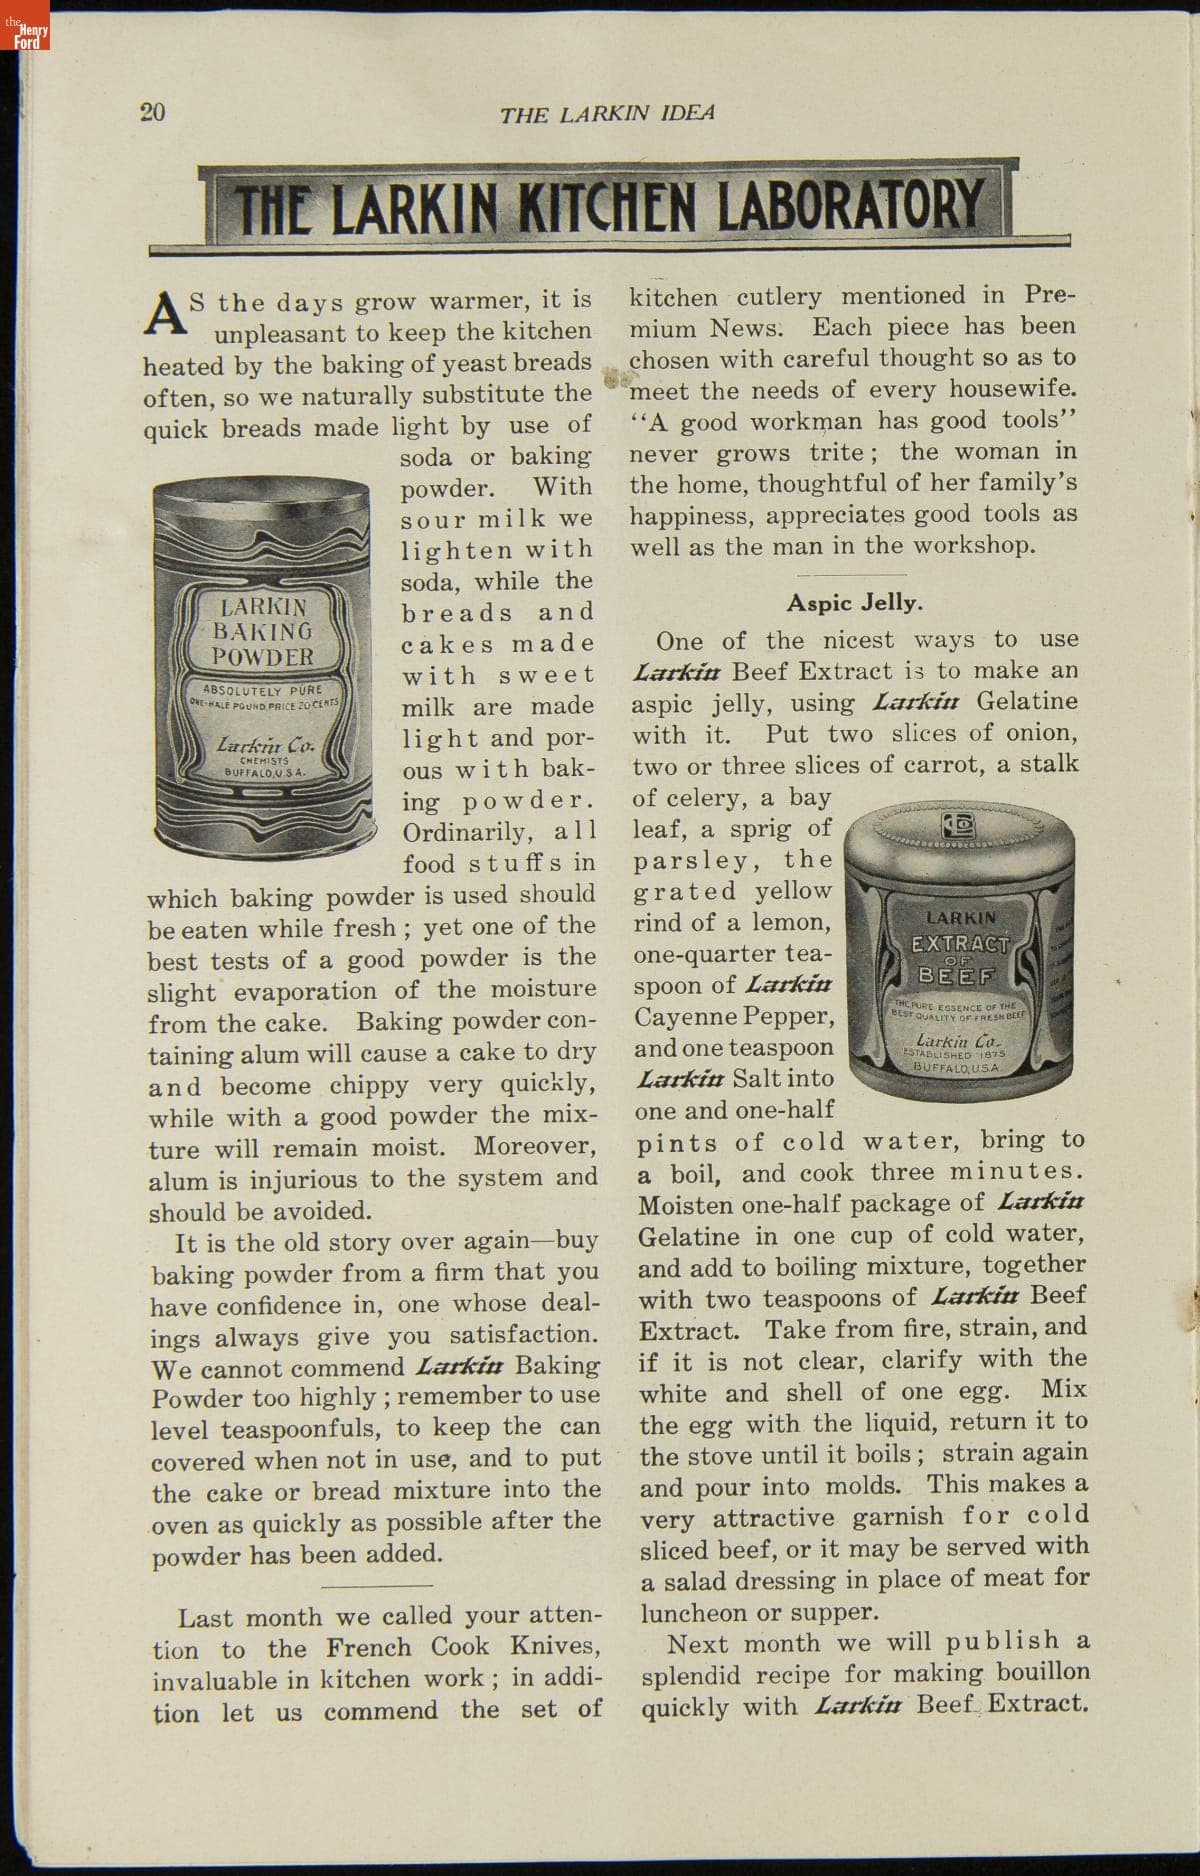 the
Henry
Ford
20
THE LARKIN IDEA
THE LARKIN KITCHEN LABORATORY
AS the days grow warmer, it is
unpleasant to keep the kitchen
heated by the baking of yeast breads
often, so we naturally substitute the
quick breads made light by use of
soda or baking
powder. With
sour milk we
lighten with
soda, while the
breads and
cakes made
with sweet
milk are made
light and por-
ous with bak-
ing powder.
Ordinarily, all
food stuffs in
which baking powder is used should
be eaten while fresh; yet one of the
best tests of a good powder is the
slight evaporation of the moisture
from the cake. Baking powder con-
taining alum will cause a cake to dry
and become chippy very quickly,
while with a good powder the mix-
ture will remain moist. Moreover,
alum is injurious to the system and
should be avoided.
It is the old story over again—buy
baking powder from a firm that you
have confidence in, one whose deal-
ings always give you satisfaction.
We cannot commend Larkin Baking
Powder too highly; remember to use
level teaspoonfuls, to keep the can
covered when not in use, and to put
the cake or bread mixture into the
oven as quickly as possible after the
powder has been added.
Last month we called your atten-
tion to the French Cook Knives,
invaluable in kitchen work; in addi-
tion let us commend the set of
LARKIN
BAKING
POWDER
ABSOLUTELY PURE
ONE-HALF POUND, PRICE 20 CENTS
Larkin Co.
CHEMISTS
BUFFALO, U.S.A.
kitchen cutlery mentioned in Pre-
mium News. Each piece has been
chosen with careful thought so as to
meet the needs of every housewife.
“A good workman has good tools”
never grows trite; the woman in
the home, thoughtful of her family's
happiness, appreciates good tools as
well as the man in the workshop.
Aspic Jelly.
One of the nicest ways to use
Larkin Beef Extract is to make an
aspic jelly, using Larkin Gelatine
with it. Put two slices of onion,
two or three slices of carrot, a stalk
of celery, a bay
leaf, a sprig of
parsley, the
grated yellow
rind of a lemon,
one-quarter tea-
spoon of Larkin
Cayenne Pepper,
and one teaspoon
Larkin Salt into
one and one-half
pints of cold water, bring to
a boil, and cook three minutes.
Moisten one-half package of Larkin
Gelatine in one cup of cold water,
and add to boiling mixture, together
with two teaspoons of Larkin Beef
Extract. Take from fire, strain, and
if it is not clear, clarify with the
white and shell of one egg. Mix
the egg with the liquid, return it to
the stove until it boils; strain again
and pour into molds. This makes a
very attractive garnish for cold
sliced beef, or it may be served with
a salad dressing in place of meat for
luncheon or supper.
Next month we will publish a
splendid recipe for making bouillon
quickly with Larkin Beef Extract.
LARKIN
EXTRACT
OF
BEEF
THE PURE ESSENCE OF THE
BEST QUALITY OF FRESH BEEF
Larkin Co.
ESTABLISHED 1875
BUFFALO, U.S.A.